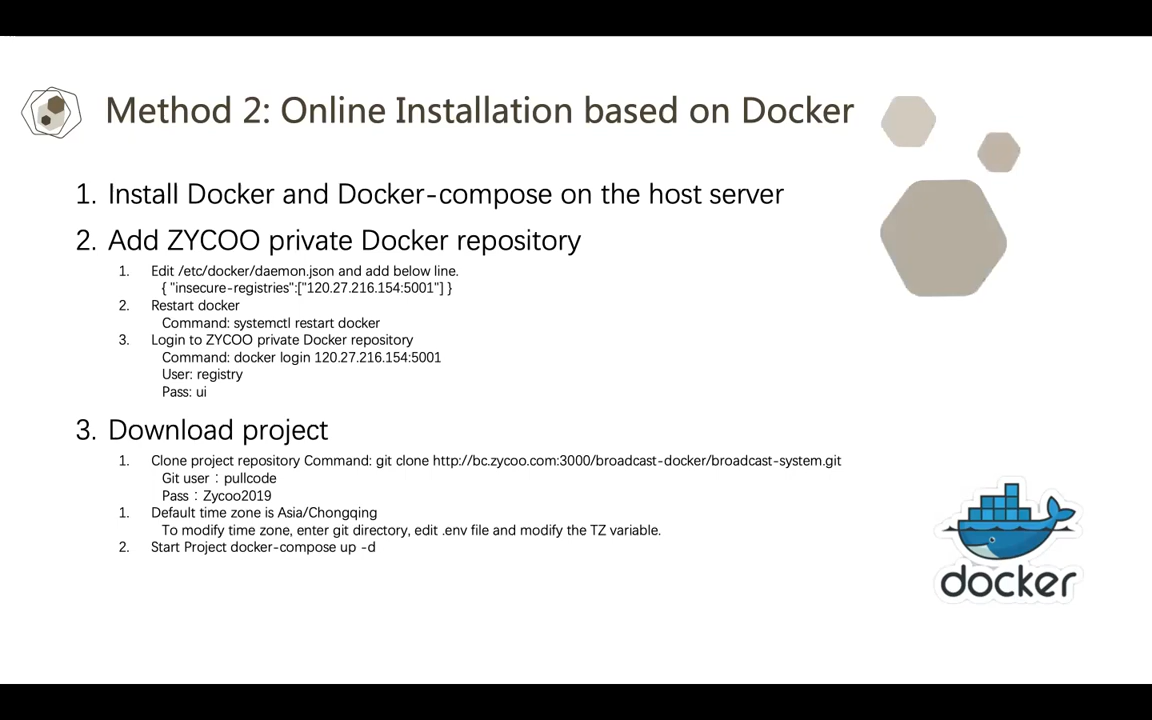 Method 2: Online Installation based on Docker
1. Install Docker and Docker-compose on the host server
2. Add ZYCOO private Docker repository
1. Edit /etc/docker/daemon.json and add below line.
{ "insecure-registries":["120.27.216.154:5001"] }
2. Restart docker
Command: systemctl restart docker
3. Login to ZYCOO private Docker repository
Command: docker login 120.27.216.154:5001
User: registry
Pass: ui
3. Download project
1. Clone project repository Command: git clone http://bc.zycoo.com:3000/broadcast-docker/broadcast-system.git
Git user：pullcode
Pass：Zycoo2019
1. Default time zone is Asia/Chongqing
To modify time zone, enter git directory, edit .env file and modify the TZ variable.
2. Start Project docker-compose up -d
docker